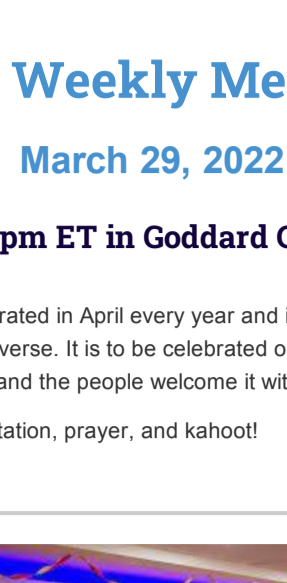 Weekly Me
March 29, 2022
pm ET in Goddard
rated in April every year and
verse. It is to be celebrated
and the people welcome it
tation, prayer, and kahoot!